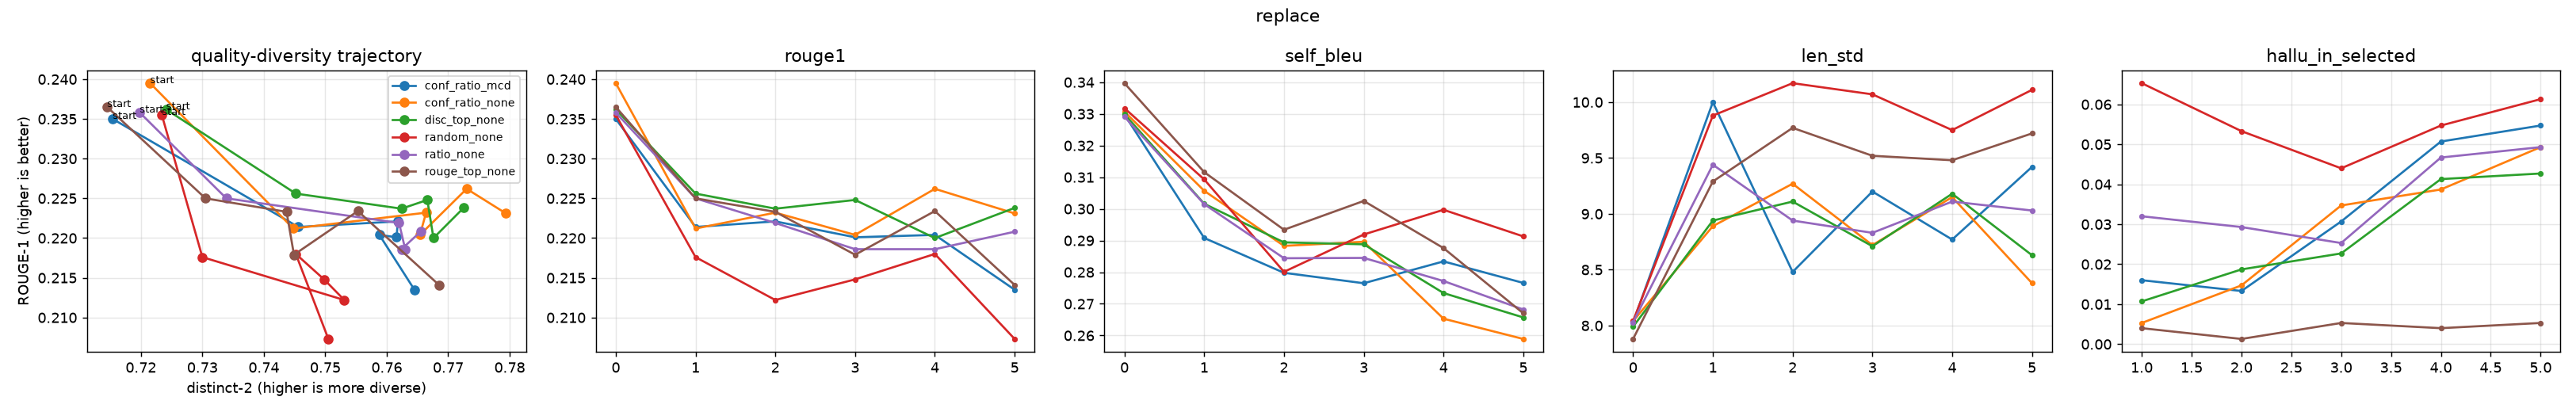 replace
quality-diversity trajectory
ROUGE-1 (higher is better)
0.240
0.235
0.230
0.225
0.220
0.215
0.210
start
start
start
start
start
start
conf_ratio_mcd
conf_ratio_none
disc_top_none
random_none
ratio_none
rouge_top_none
0.72 0.73 0.74 0.75 0.76 0.77 0.78
distinct-2 (higher is more diverse)
rouge1
0.240
0.235
0.230
0.225
0.220
0.215
0.210
0 1 2 3 4 5
self_bleu
0.34
0.33
0.32
0.31
0.30
0.29
0.28
0.27
0.26
0 1 2 3 4 5
len_std
10.0
9.5
9.0
8.5
8.0
0 1 2 3 4 5
hallu_in_selected
0.06
0.05
0.04
0.03
0.02
0.01
0.00
1.0 1.5 2.0 2.5 3.0 3.5 4.0 4.5 5.0